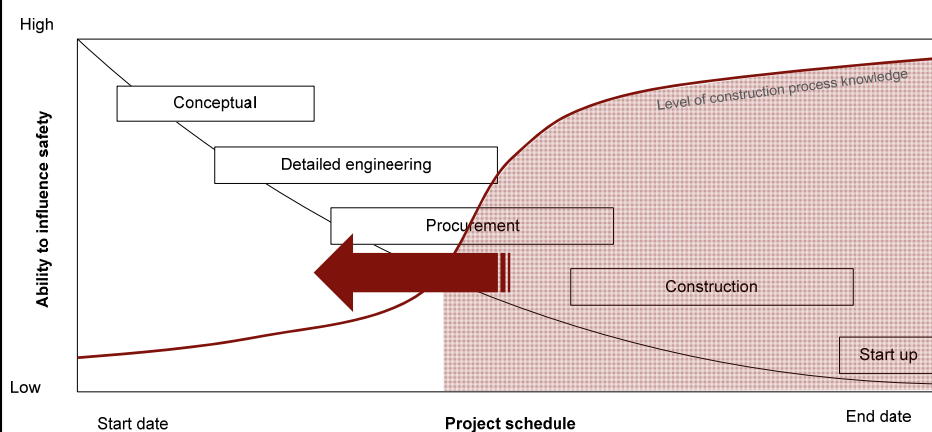 High
Conceptual
Level of construction process knowledge
Detailed engineering
Ability to influence safety
Procurement
Construction
Start up
Low
Start date
Project schedule
End date